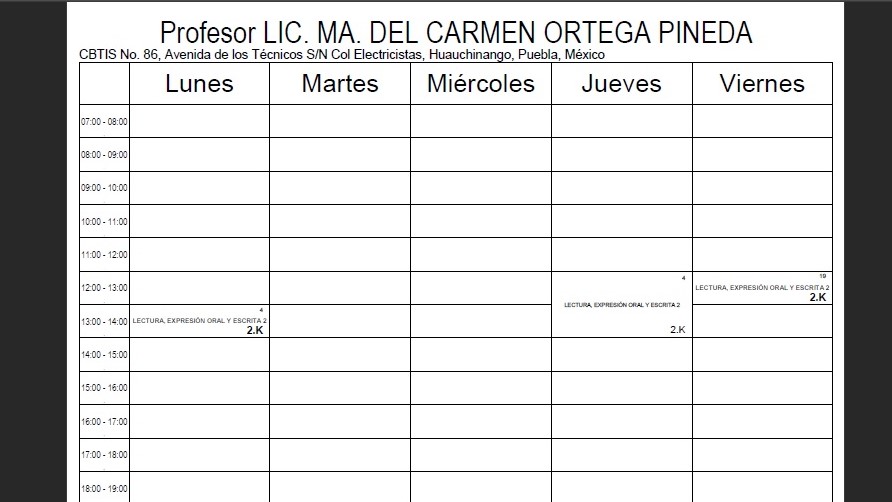 Profesor LIC. MA. DEL CARMEN ORTEGA PINEDA
CBTIS No. 86, Avenida de los Técnicos S/N Col Electricistas, Huauchinango, Puebla, México
Lunes Martes Miércoles Jueves Viernes
07:00 - 08:00
08:00 - 09:00
09:00 - 10:00
10:00 - 11:00
11:00 - 12:00
12:00 - 13:00
4
LECTURA, EXPRESIÓN ORAL Y ESCRITA 2
2.K
19
LECTURA, EXPRESIÓN ORAL Y ESCRITA 2
2.K
13:00 - 14:00
4
LECTURA, EXPRESIÓN ORAL Y ESCRITA 2
2.K
14:00 - 15:00
15:00 - 16:00
16:00 - 17:00
17:00 - 18:00
18:00 - 19:00